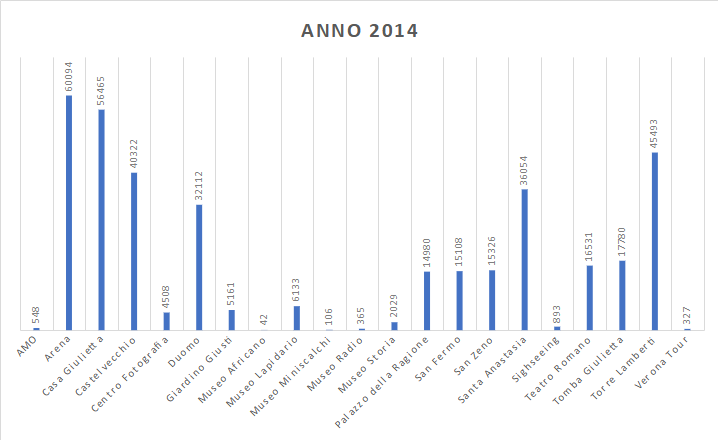 ANNO 2014
548
60094
56465
40322
4508
32112
5161
42
6133
106
365
2029
14980
15108
15326
36054
893
16531
17780
45493
327
AMO
Arena
Casa Giulietta
Castelvecchio
Centro Fotografia
Duomo
Giardino Giusti
Museo Africano
Museo Lapidario
Museo Miniscalchi
Museo Radio
Museo Storia
Palazzo della Ragione
San Fermo
San Zeno
Santa Anastasia
Sighseeing
Teatro Romano
Tomba Giulietta
Torre Lamberti
Verona Tour